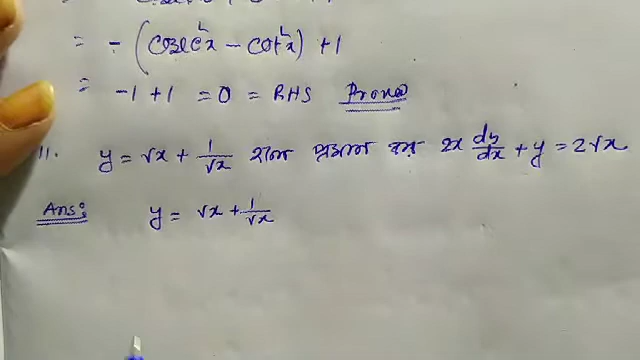 = - (cosec²x - cot²x) + 1
= -1 + 1 = 0 = RHS Proved
11. y = √x + 1/√x হলে প্রমাণ কর 2x dy/dx + y = 2√x
Ans: y = √x + 1/√x